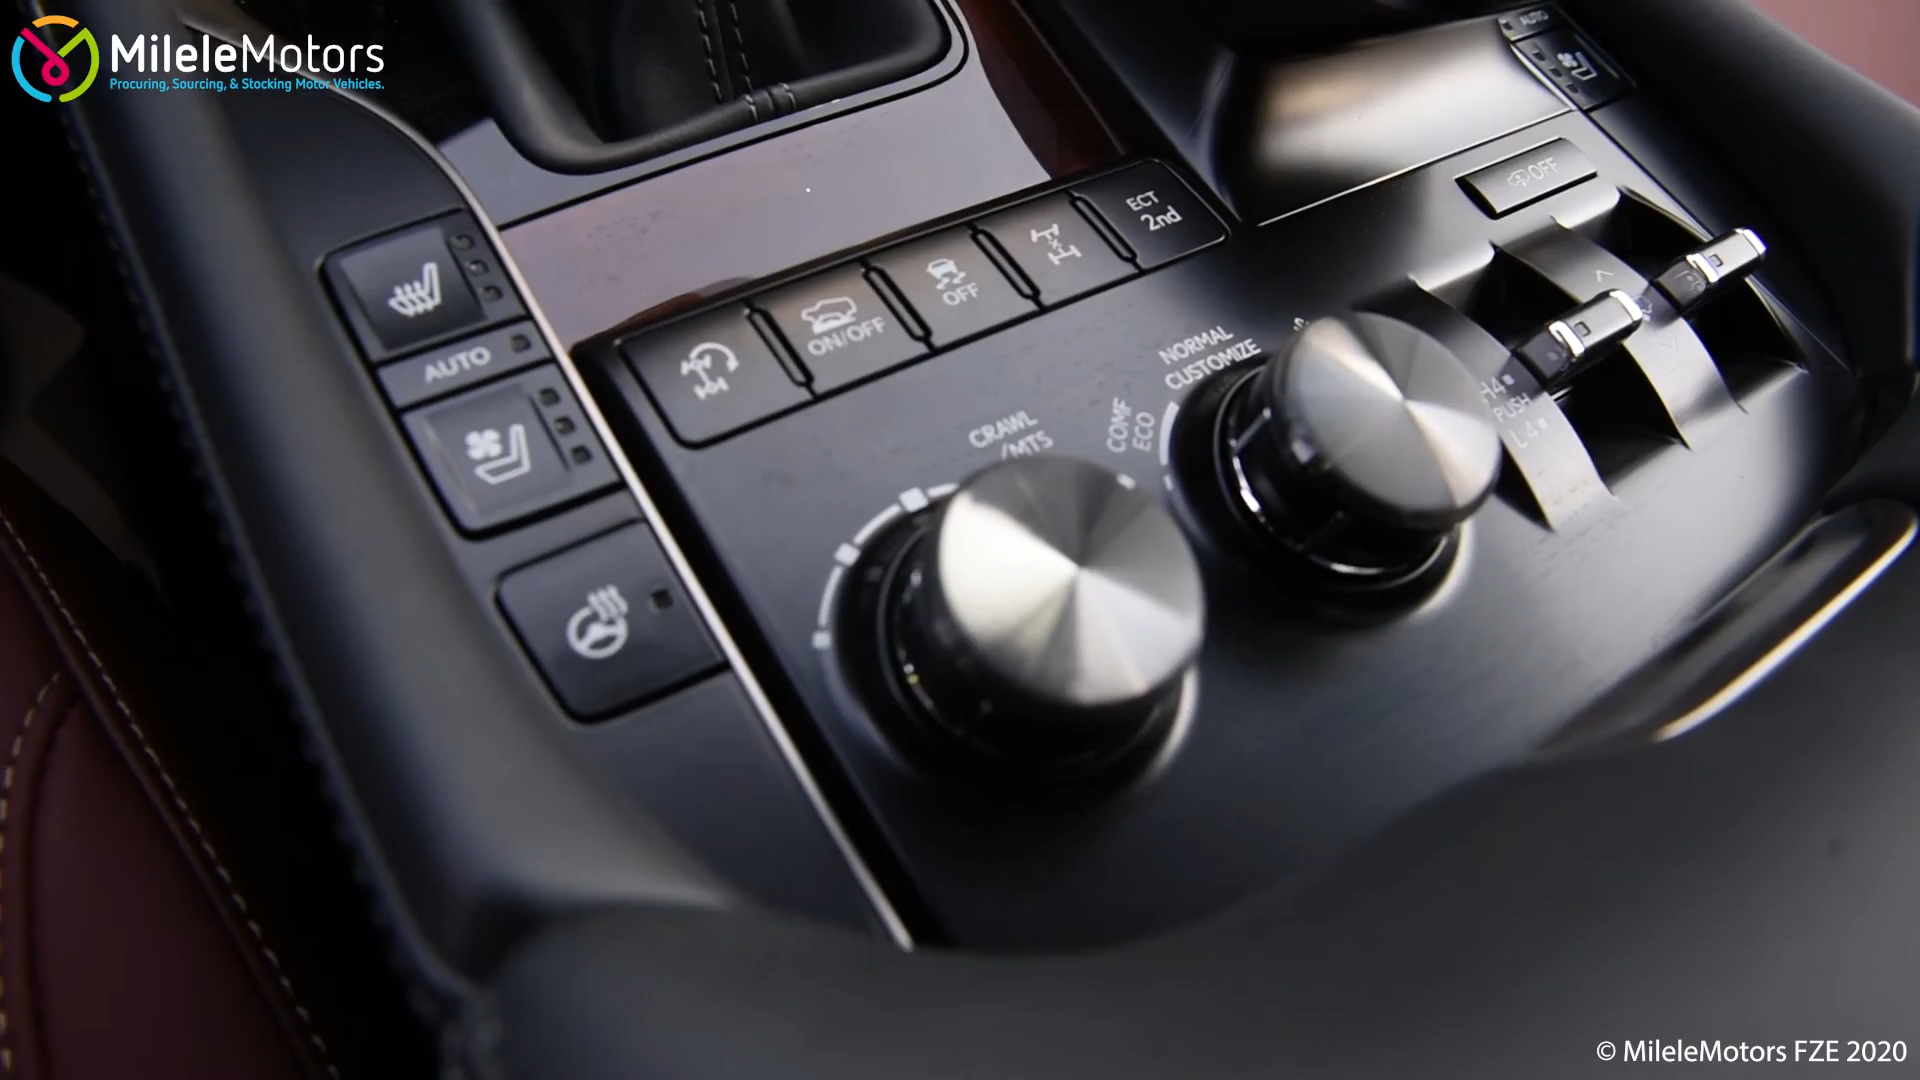 MileleMotors
Procuring, Sourcing, & Stocking Motor Vehicles.
AUTO
OFF
ECT
2nd
OFF
ON/OFF
AUTO
NORMAL
CUSTOMIZE
COMF
ECO
CRAWL
/MTS
H4
PUSH
L4
© MileleMotors FZE 2020